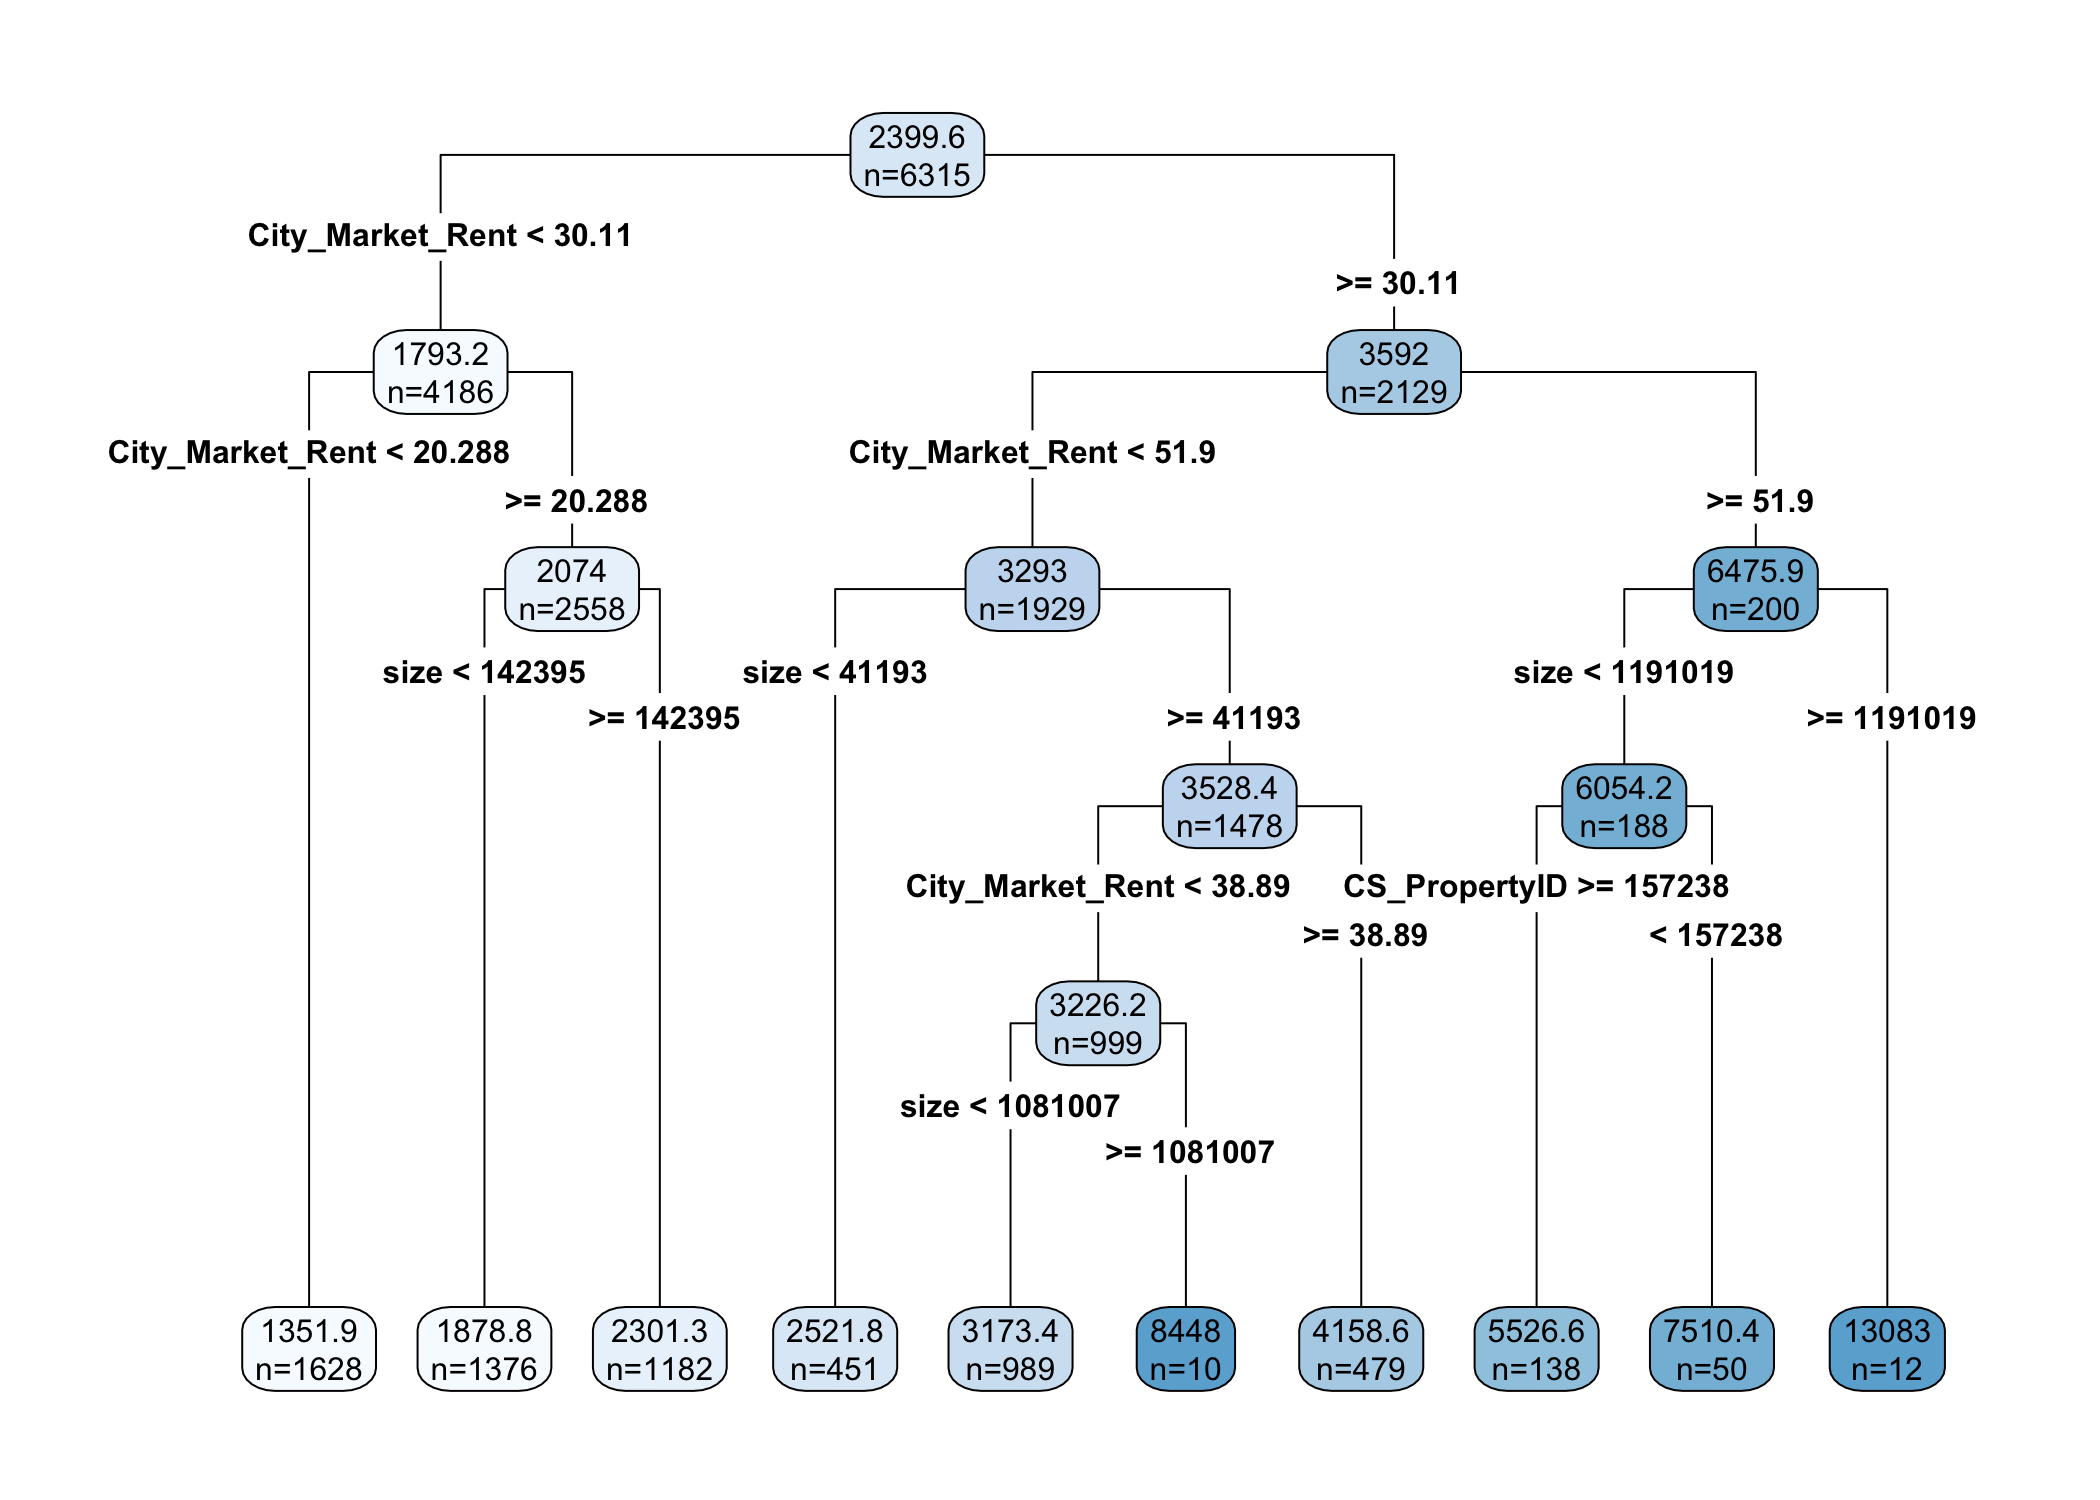 2399.6
n=6315
City_Market_Rent < 30.11
>= 30.11
1793.2
n=4186
3592
n=2129
City_Market_Rent < 20.288
City_Market_Rent < 51.9
>= 20.288
>= 51.9
2074
n=2558
3293
n=1929
6475.9
n=200
size < 142395
size < 41193
size < 1191019
>= 142395
>= 41193
>= 1191019
3528.4
n=1478
6054.2
n=188
City_Market_Rent < 38.89
CS_PropertyID >= 157238
>= 38.89
< 157238
3226.2
n=999
size < 1081007
>= 1081007
1351.9
n=1628
1878.8
n=1376
2301.3
n=1182
2521.8
n=451
3173.4
n=989
8448
n=10
4158.6
n=479
5526.6
n=138
7510.4
n=50
13083
n=12